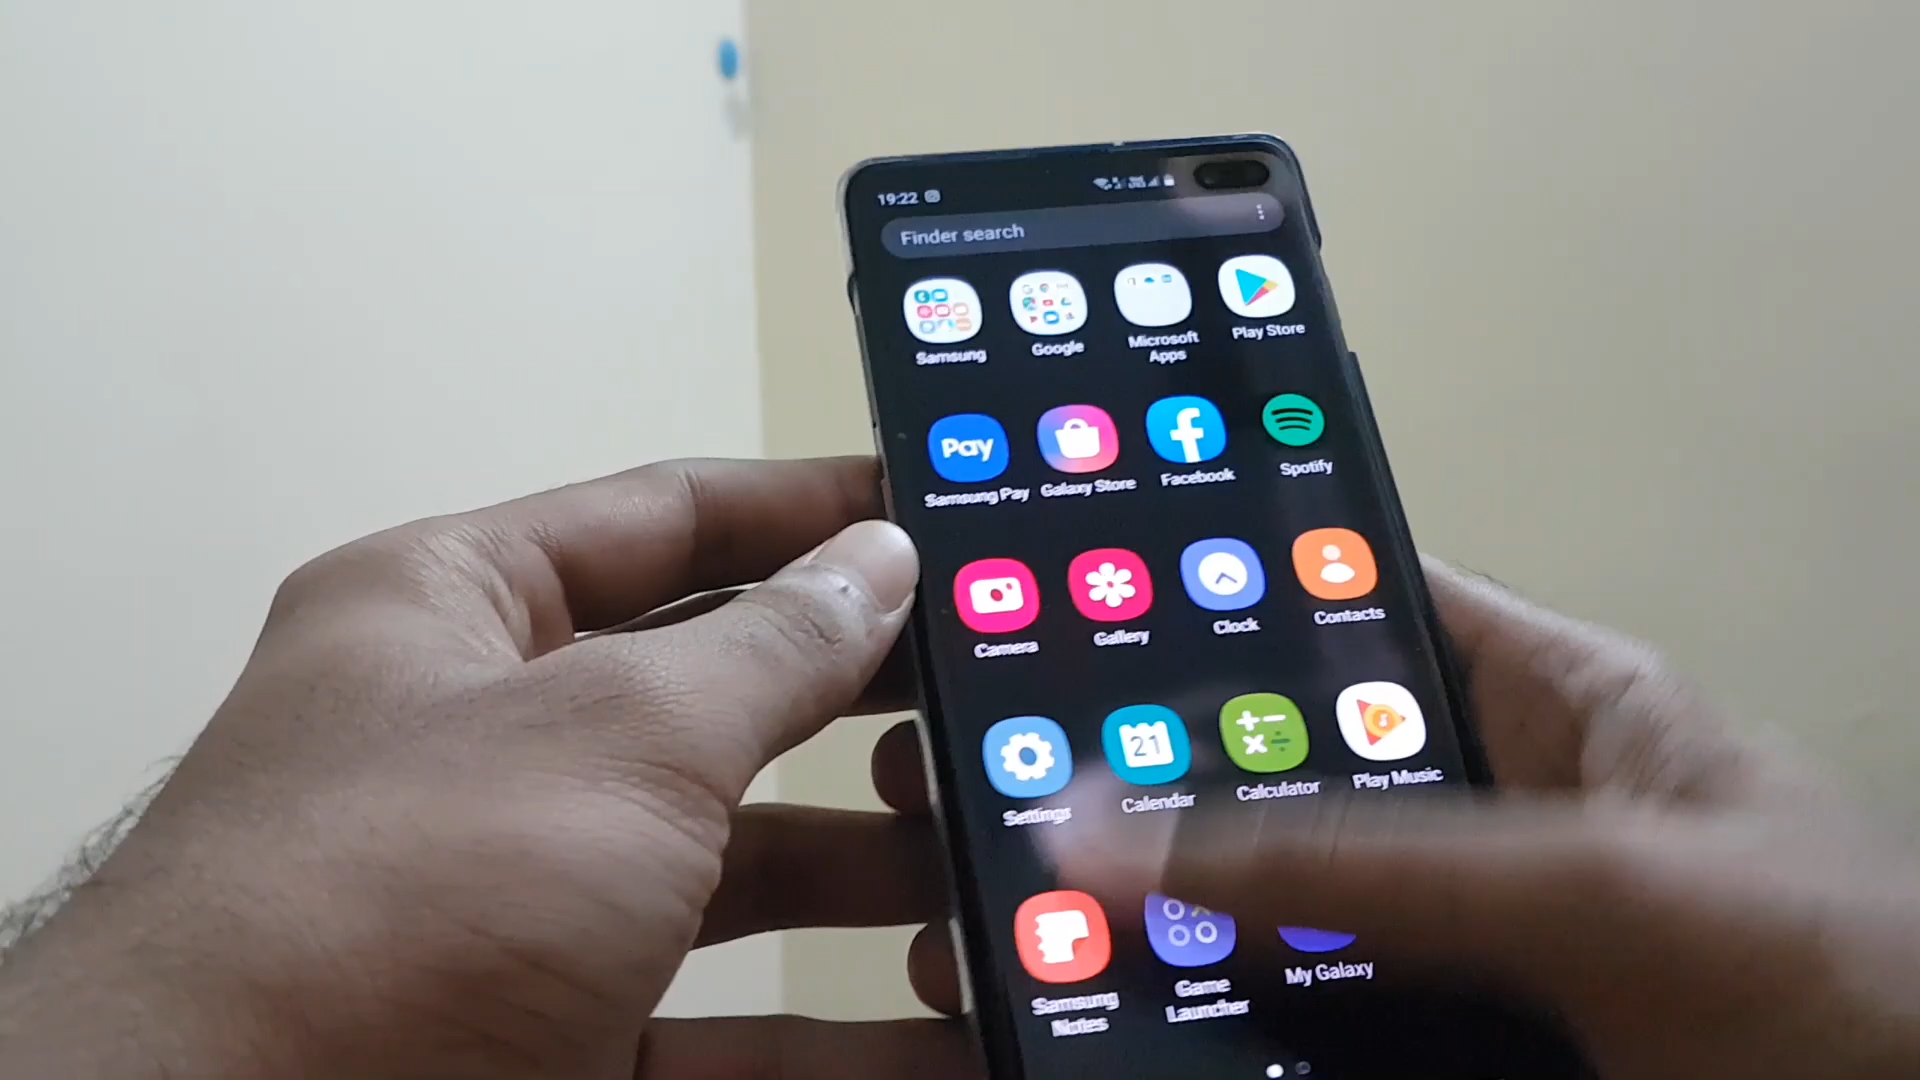 19:22
Finder search
Samsung
Google
Microsoft
Apps
Play Store
Pay
Samsung Pay
Galaxy Store
Facebook
Spotify
Camera
Gallery
Clock
Contacts
21
Settings
Calendar
Calculator
Play Music
Samsung
Notes
Game
Launcher
My Galaxy